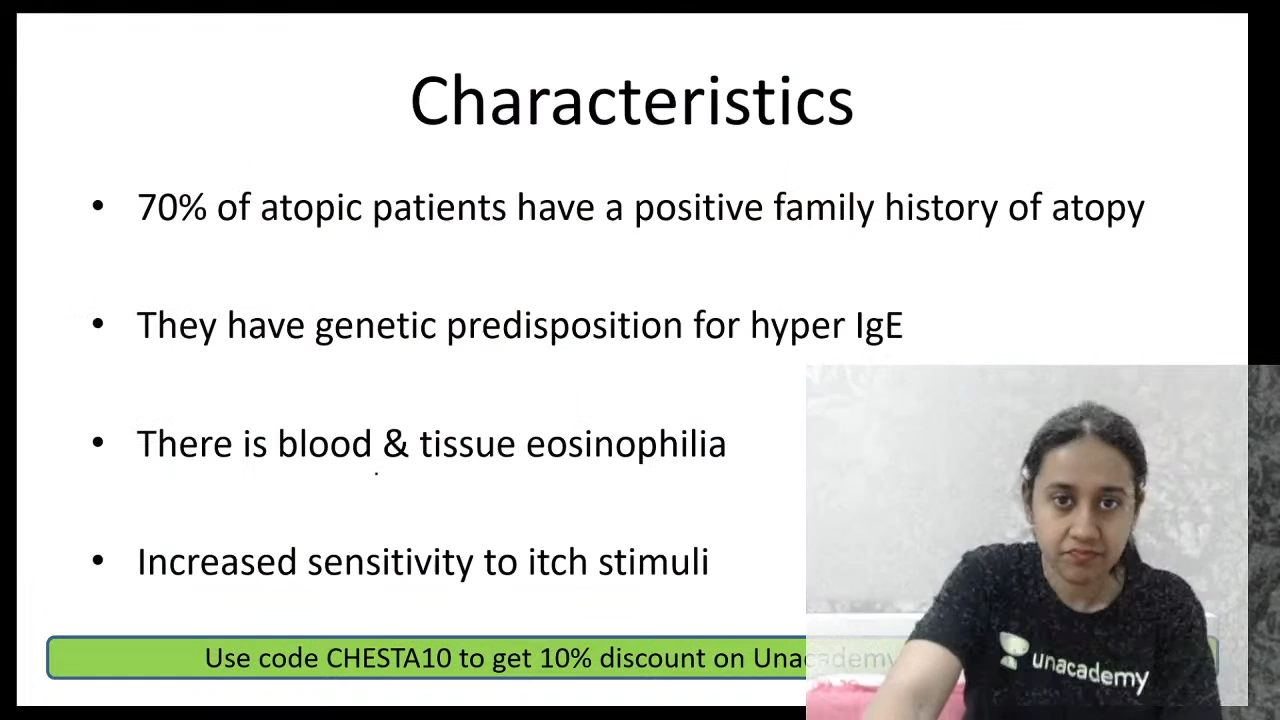 Characteristics
• 70% of atopic patients have a positive family history of atopy
• They have genetic predisposition for hyper IgE
• There is blood & tissue eosinophilia
• Increased sensitivity to itch stimuli
Use code CHESTA10 to get 10% discount on Unacademy
unacademy